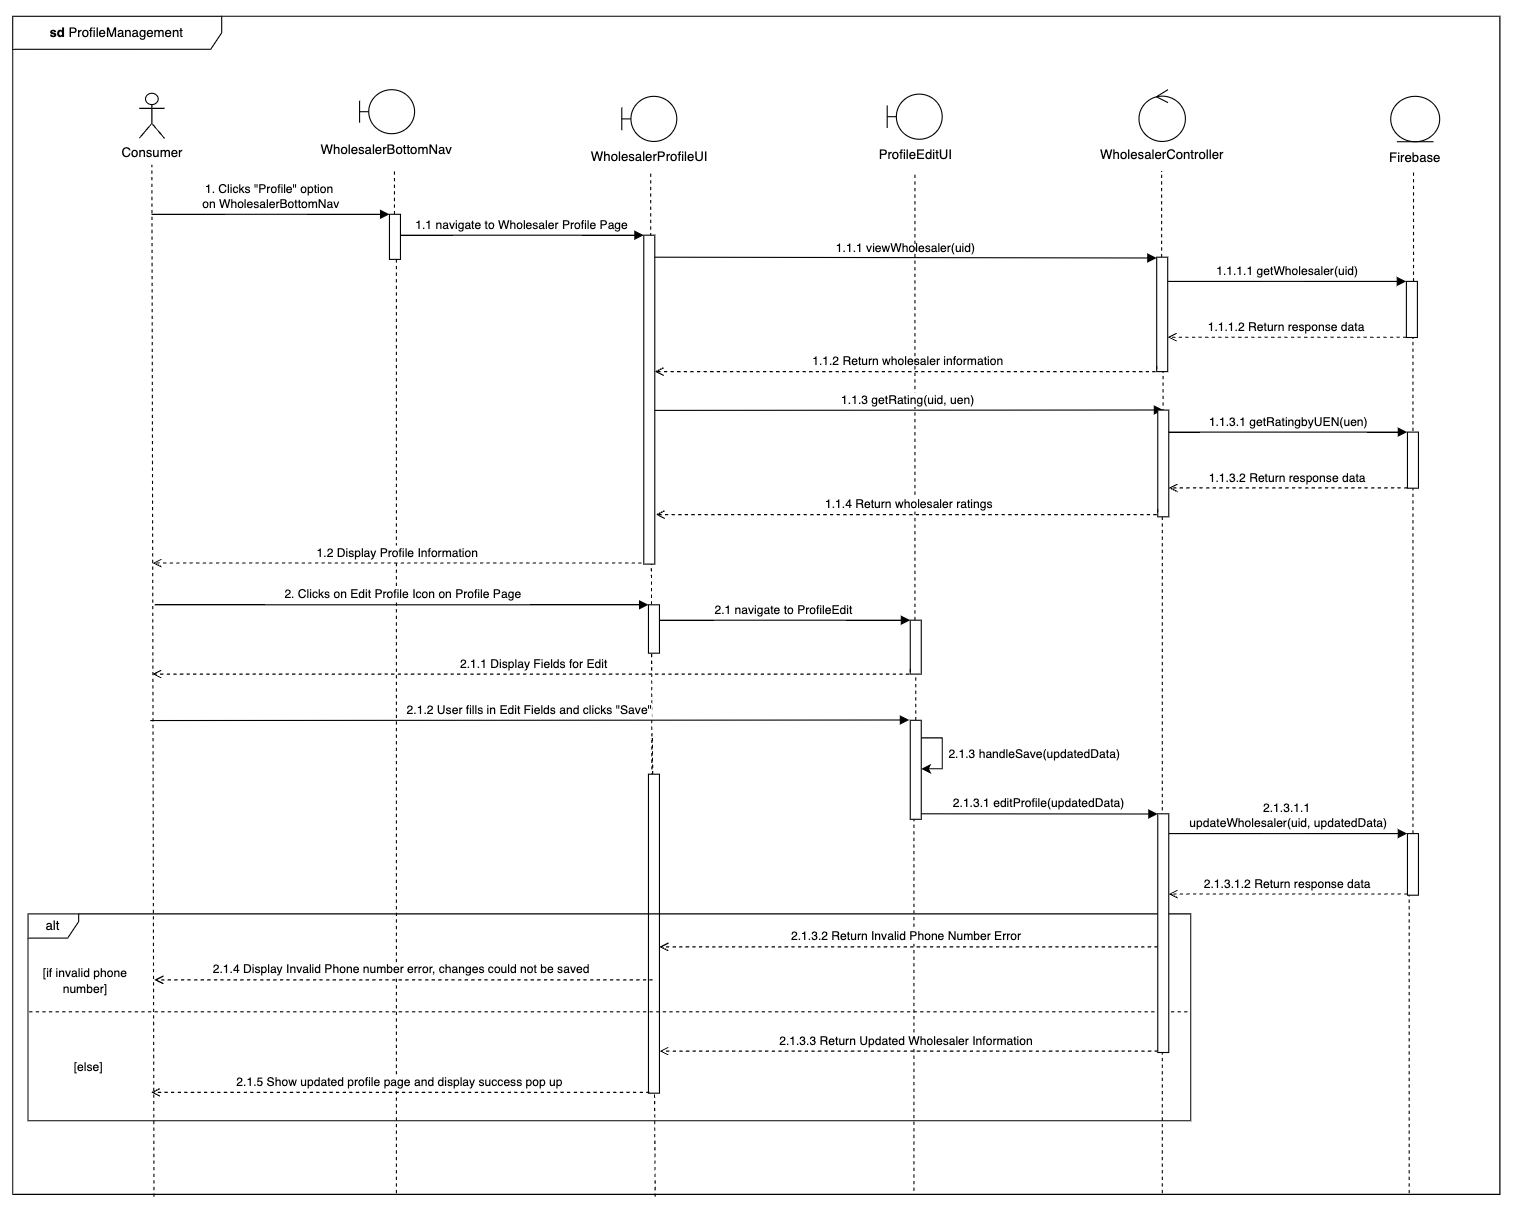 sd ProfileManagement
Consumer
WholesalerBottomNav
WholesalerProfileUI
ProfileEditUI
WholesalerController
Firebase
1. Clicks "Profile" option
on WholesalerBottomNav
1.1 navigate to Wholesaler Profile Page
1.1.1 viewWholesaler(uid)
1.1.1.1 getWholesaler(uid)
1.1.1.2 Return response data
1.1.2 Return wholesaler information
1.1.3 getRating(uid, uen)
1.1.3.1 getRatingbyUEN(uen)
1.1.3.2 Return response data
1.1.4 Return wholesaler ratings
1.2 Display Profile Information
2. Clicks on Edit Profile Icon on Profile Page
2.1 navigate to ProfileEdit
2.1.1 Display Fields for Edit
2.1.2 User fills in Edit Fields and clicks "Save"
2.1.3 handleSave(updatedData)
2.1.3.1 editProfile(updatedData)
2.1.3.1.1
updateWholesaler(uid, updatedData)
2.1.3.1.2 Return response data
alt
2.1.3.2 Return Invalid Phone Number Error
[if invalid phone
number]
2.1.4 Display Invalid Phone number error, changes could not be saved
2.1.3.3 Return Updated Wholesaler Information
[else]
2.1.5 Show updated profile page and display success pop up